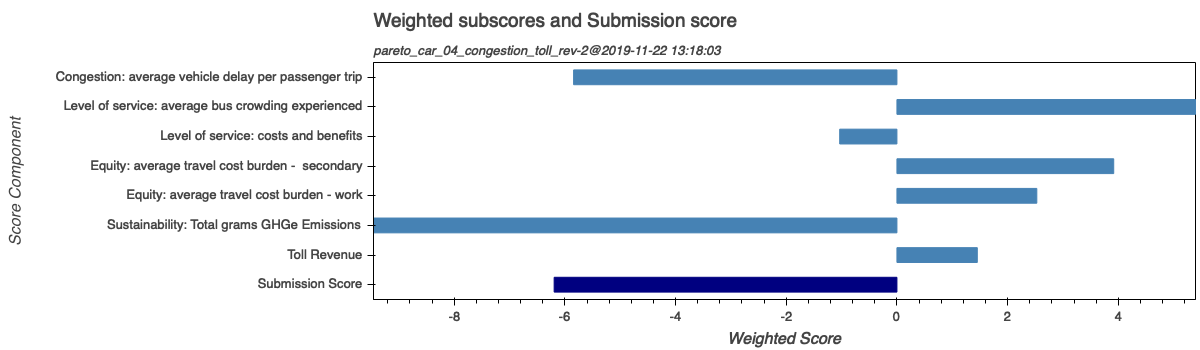 Weighted subscores and Submission score
pareto_car_04_congestion_toll_rev-2@2019-11-22 13:18:03
Congestion: average vehicle delay per passenger trip
Level of service: average bus crowding experienced
Level of service: costs and benefits
Equity: average travel cost burden -  secondary
Equity: average travel cost burden - work
Sustainability: Total grams GHGe Emissions
Toll Revenue
Submission Score
Score Component
-8 -6 -4 -2 0 2 4
Weighted Score